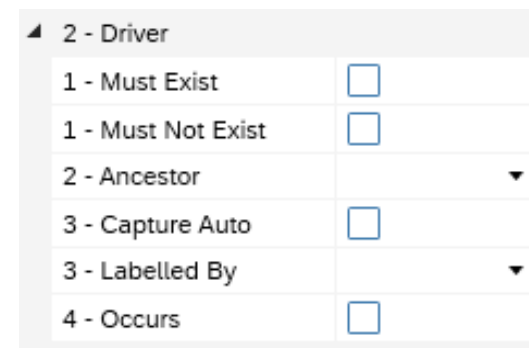 2 - Driver
1 - Must Exist
1 - Must Not Exist
2 - Ancestor
3 - Capture Auto
3 - Labelled By
4 - Occurs